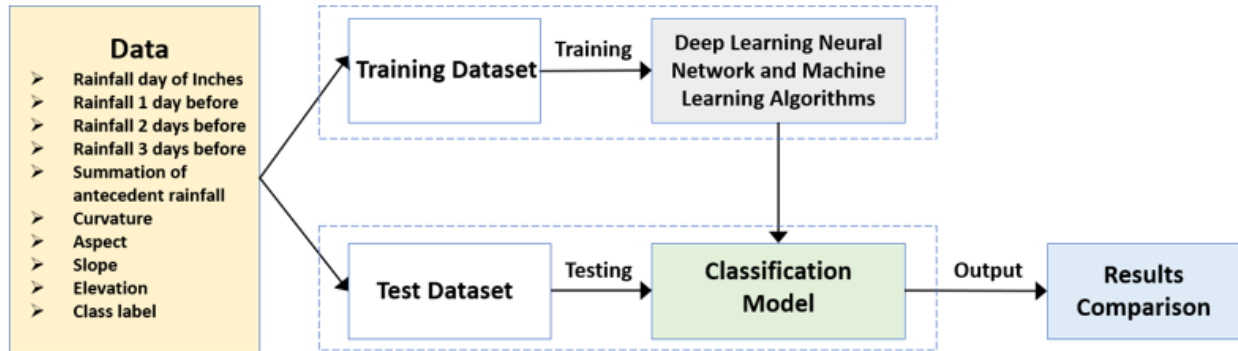 Data
➤ Rainfall day of Inches
➤ Rainfall 1 day before
➤ Rainfall 2 days before
➤ Rainfall 3 days before
➤ Summation of
antecedent rainfall
➤ Curvature
➤ Aspect
➤ Slope
➤ Elevation
➤ Class label
Training Dataset
Training
Deep Learning Neural
Network and Machine
Learning Algorithms
Test Dataset
Testing
Classification
Model
Output
Results
Comparison